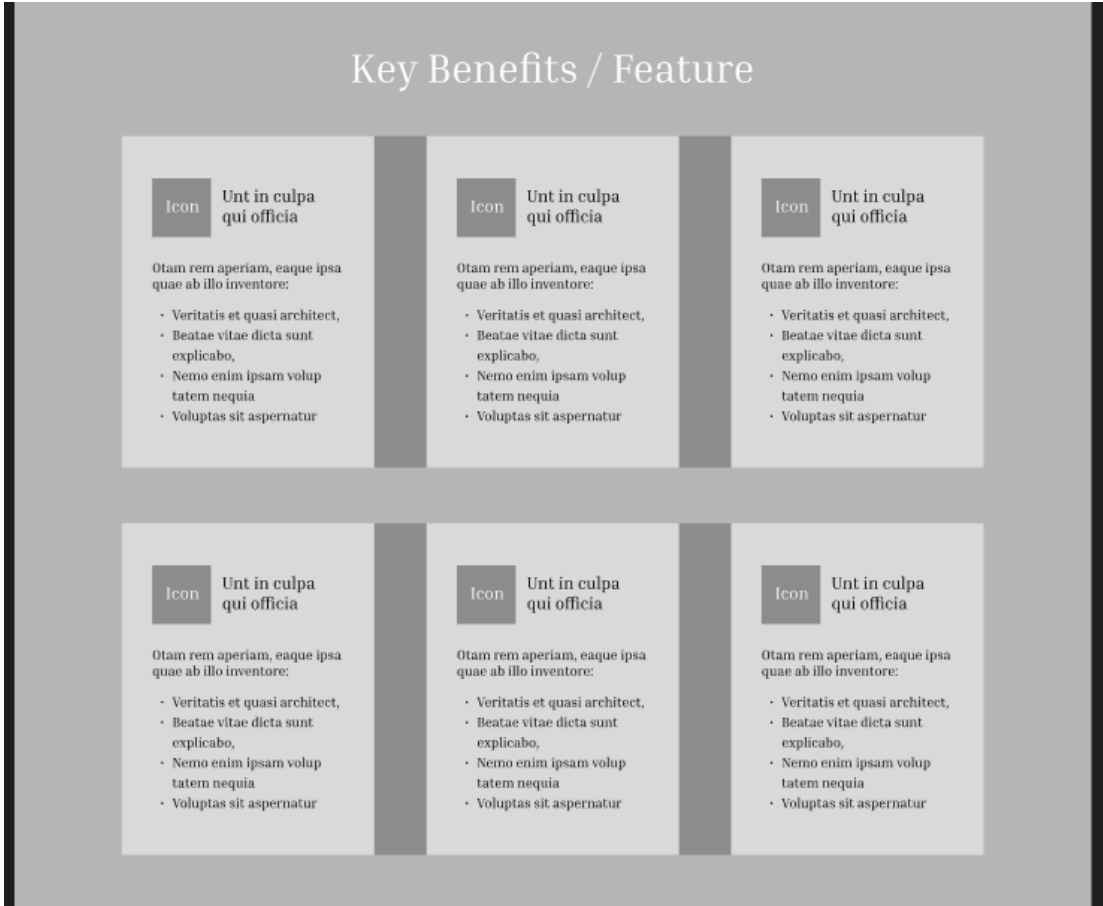 Key Benefits / Feature
Icon
Unt in culpa
qui officia
Otam rem aperiam, eaque ipsa
quae ab illo inventore:
· Veritatis et quasi architect,
· Beatae vitae dicta sunt
explicabo,
· Nemo enim ipsam volup
tatem nequia
· Voluptas sit aspernatur
Icon
Unt in culpa
qui officia
Otam rem aperiam, eaque ipsa
quae ab illo inventore:
· Veritatis et quasi architect,
· Beatae vitae dicta sunt
explicabo,
· Nemo enim ipsam volup
tatem nequia
· Voluptas sit aspernatur
Icon
Unt in culpa
qui officia
Otam rem aperiam, eaque ipsa
quae ab illo inventore:
· Veritatis et quasi architect,
· Beatae vitae dicta sunt
explicabo,
· Nemo enim ipsam volup
tatem nequia
· Voluptas sit aspernatur
Icon
Unt in culpa
qui officia
Otam rem aperiam, eaque ipsa
quae ab illo inventore:
· Veritatis et quasi architect,
· Beatae vitae dicta sunt
explicabo,
· Nemo enim ipsam volup
tatem nequia
· Voluptas sit aspernatur
Icon
Unt in culpa
qui officia
Otam rem aperiam, eaque ipsa
quae ab illo inventore:
· Veritatis et quasi architect,
· Beatae vitae dicta sunt
explicabo,
· Nemo enim ipsam volup
tatem nequia
· Voluptas sit aspernatur
Icon
Unt in culpa
qui officia
Otam rem aperiam, eaque ipsa
quae ab illo inventore:
· Veritatis et quasi architect,
· Beatae vitae dicta sunt
explicabo,
· Nemo enim ipsam volup
tatem nequia
· Voluptas sit aspernatur